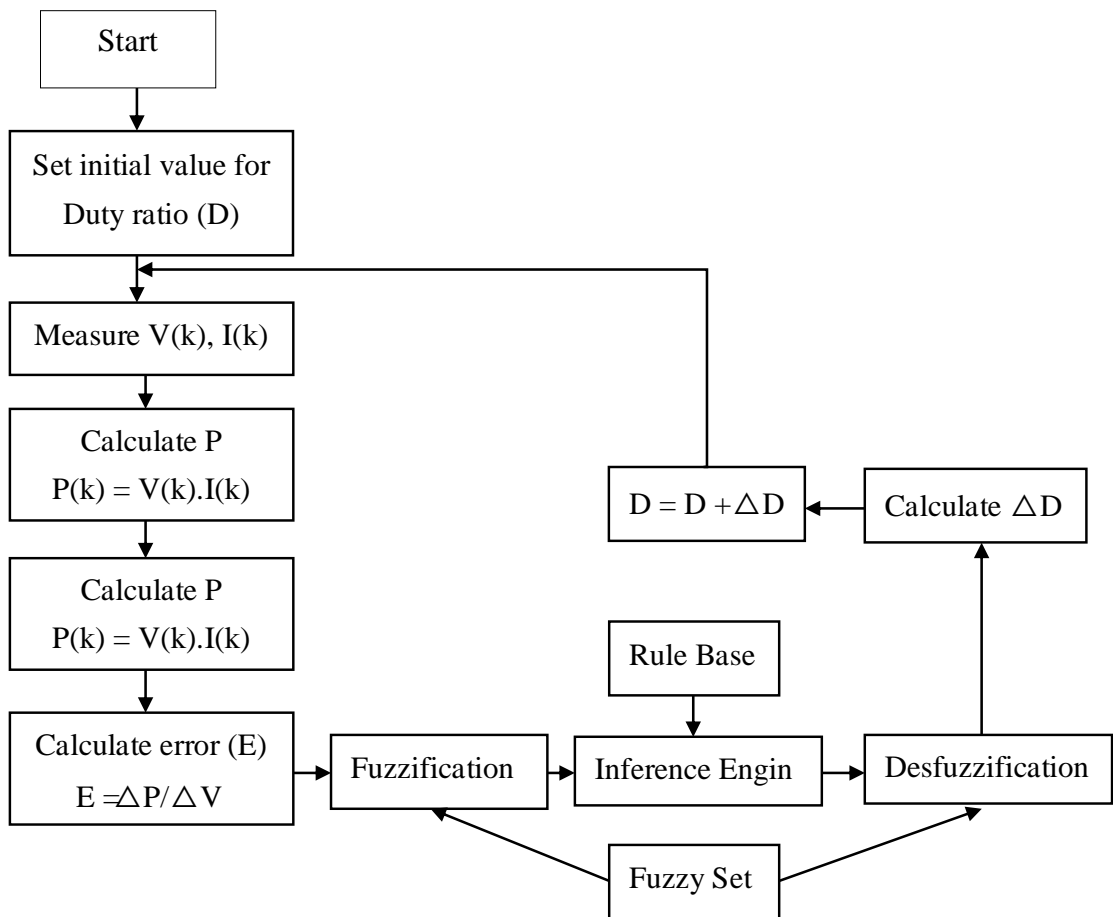 Start
Set initial value for
Duty ratio (D)
Measure V(k), I(k)
Calculate P
P(k) = V(k).I(k)
Calculate P
P(k) = V(k).I(k)
Calculate error (E)
E =△P/△V
Fuzzification
Rule Base
Inference Engin
Fuzzy Set
Desfuzzification
Calculate △D
D = D +△D